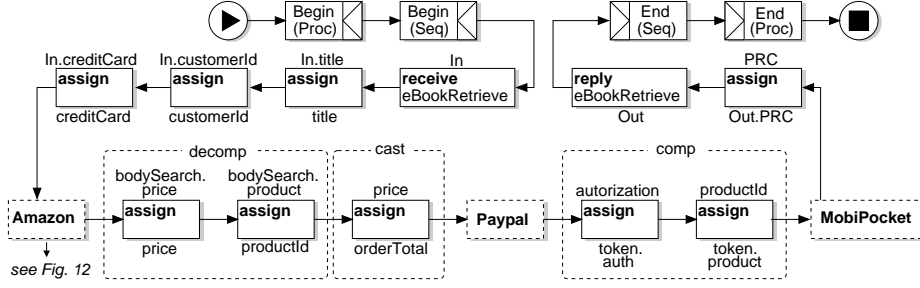 Begin
(Proc)
Begin
(Seq)
End
(Seq)
End
(Proc)
In.creditCard
assign
creditCard
In.customerId
assign
customerId
In.title
assign
title
In
receive
eBookRetrieve
reply
eBookRetrieve
Out
PRC
assign
Out.PRC
decomp
cast
comp
Amazon
see Fig. 12
bodySearch.
price
assign
price
bodySearch.
product
assign
productId
price
assign
orderTotal
Paypal
autorization
assign
token.
auth
productId
assign
token.
product
MobiPocket